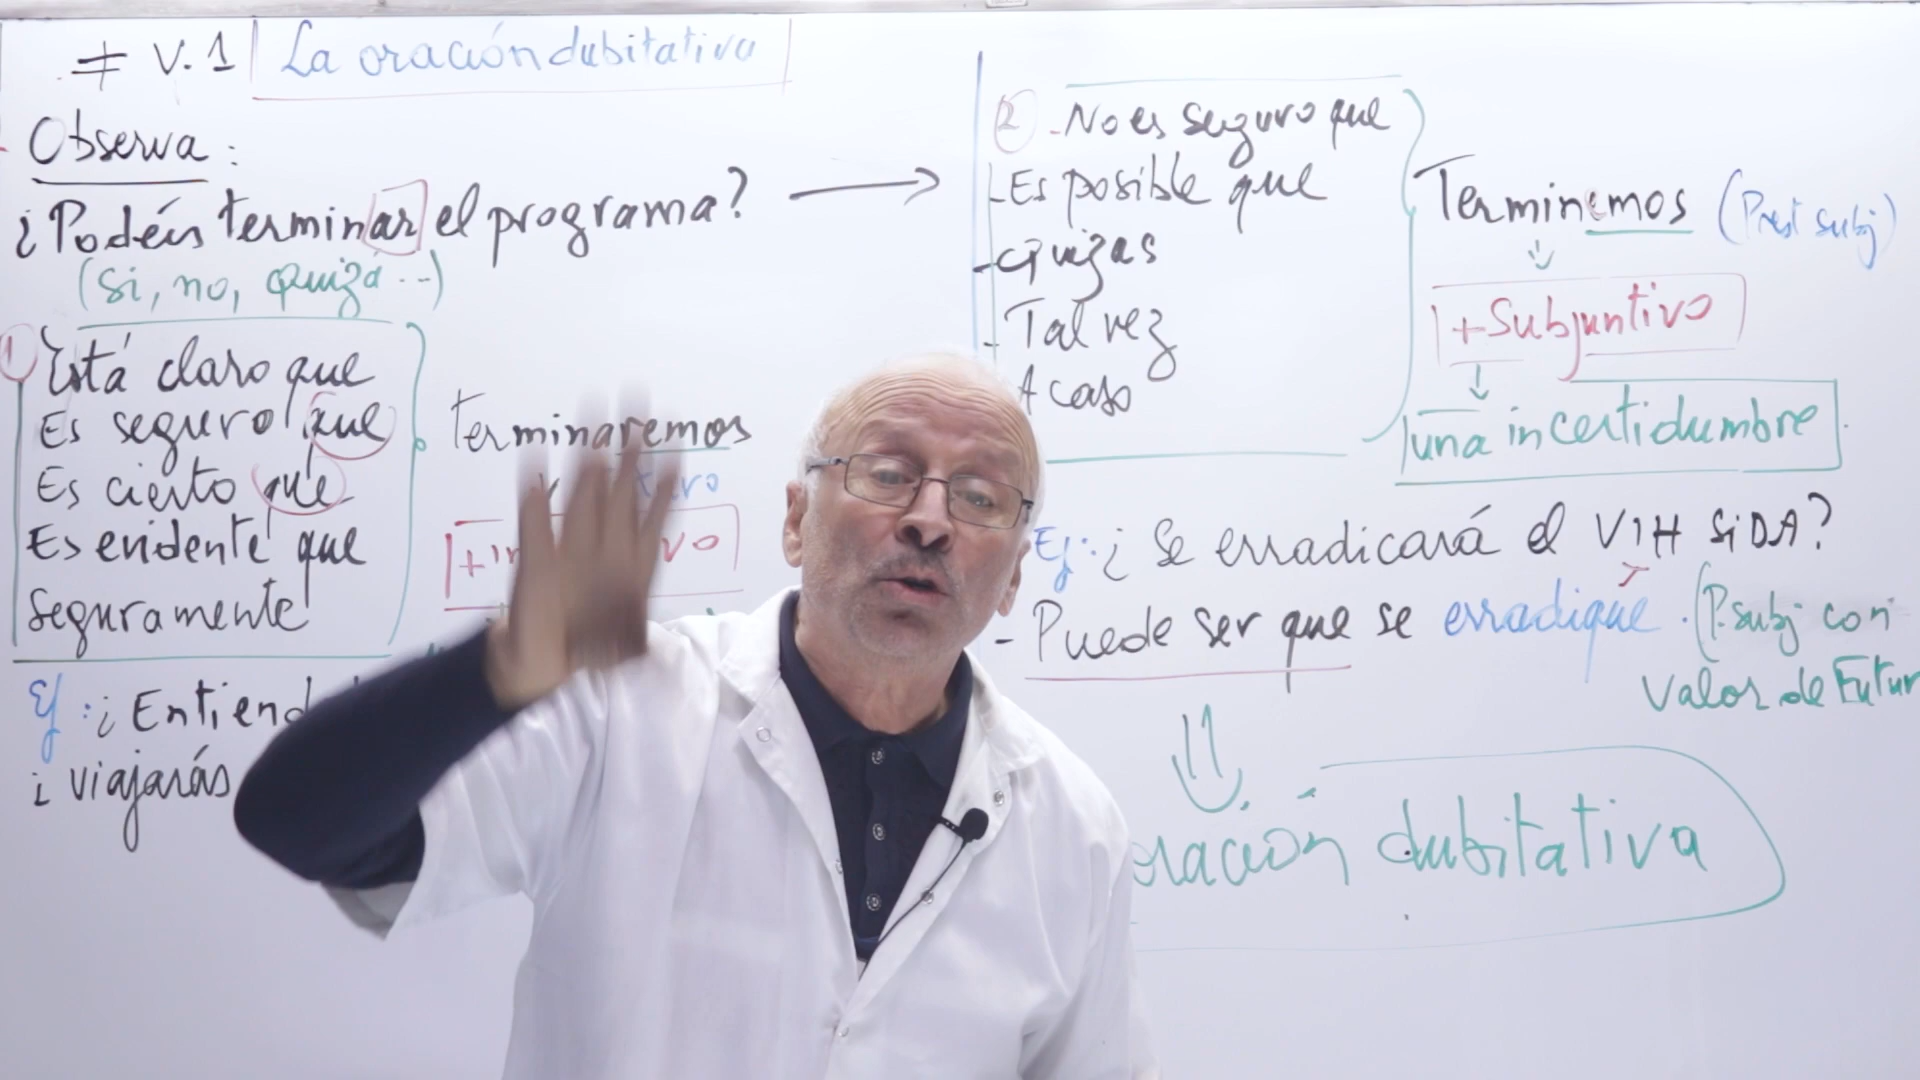 ≠ V.1 La oración dubitativa
Observa :
¿Podéis terminar el programa? →
(Si, no, quizá ..)
1 Está claro que
Es seguro que
Es cierto que
Es evidente que
Seguramente
terminaremos
Ej : ¿Entiend
¿ viajarás
2 - No es seguro que
- Es posible que
- quizas
- Tal vez
Acaso
Terminemos (Prest subj)
+ Subjuntivo
una incertidumbre
Ej : ¿ Se erradicará el VIH SiDA?
- Puede ser que se erradique . (P. subj con
valor de Futur
oración dubitativa